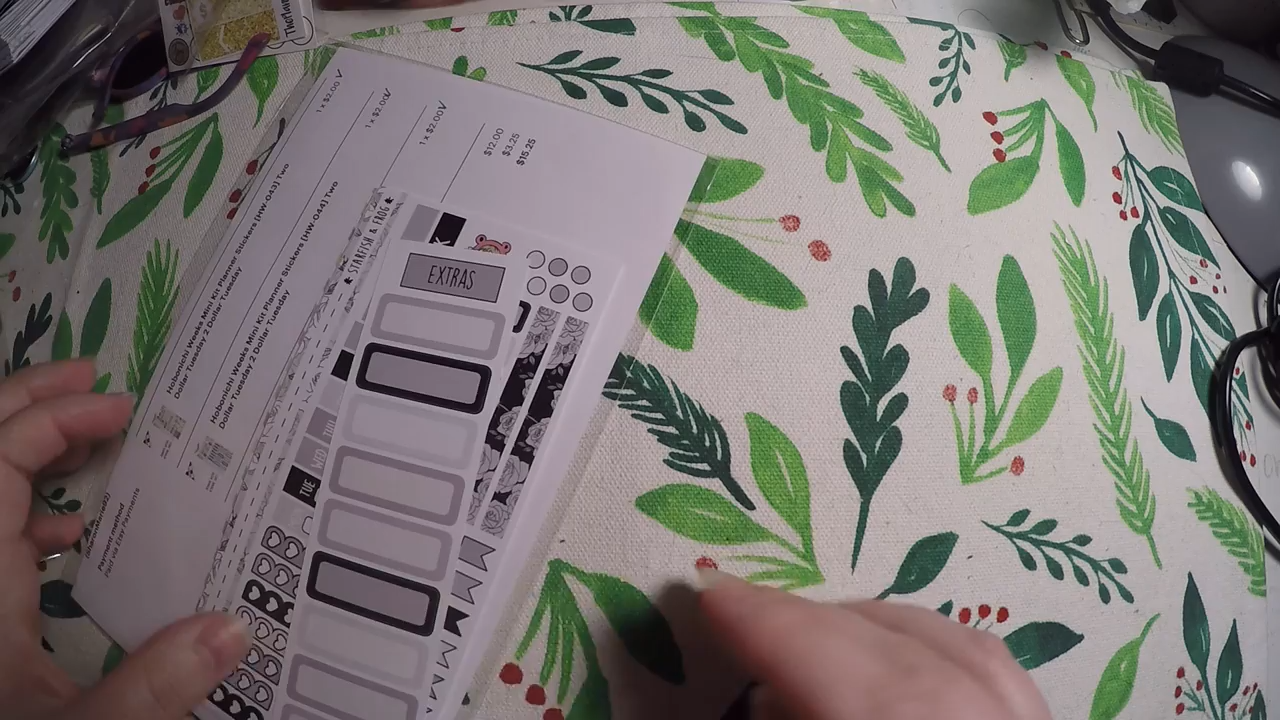 1 x $2.00 V
Hobonichi Weeks Mini Kit Planner Stickers [HW-043] Two
Dollar Tuesday 2 Dollar Tuesday
1 x $2.00 V
Hobonichi Weeks Mini Kit Planner Stickers [HW-044] Two
Dollar Tuesday 2 Dollar Tuesday
1 x $2.00 V
$12.00
$3.25
$15.25
Payment method
Paid via Etsy Payments
STARFISH & FROG
EXTRAS
THU
WED
TUE